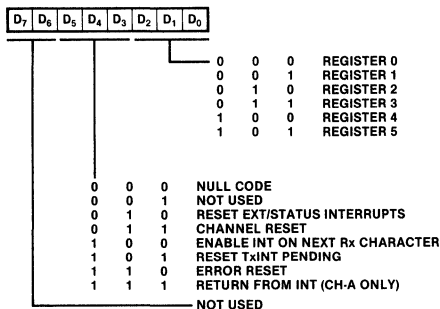 D7 D6 D5 D4 D3 D2 D1 D0
0 0 0 REGISTER 0
0 0 1 REGISTER 1
0 1 0 REGISTER 2
0 1 1 REGISTER 3
1 0 0 REGISTER 4
1 0 1 REGISTER 5
0 0 0 NULL CODE
0 0 1 NOT USED
0 1 0 RESET EXT/STATUS INTERRUPTS
0 1 1 CHANNEL RESET
1 0 0 ENABLE INT ON NEXT Rx CHARACTER
1 0 1 RESET TxINT PENDING
1 1 0 ERROR RESET
1 1 1 RETURN FROM INT (CH-A ONLY)
NOT USED